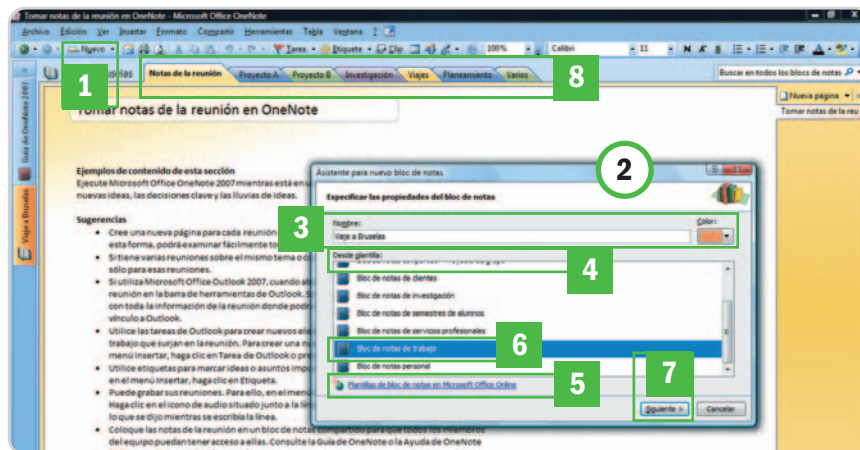 Tomar notas de la reunión en OneNote - Microsoft Office OneNote
Archivo Edición Ver Insertar Formato Compartir Herramientas Tabla Ventana ?
Nuevo Tarea Etiqueta Clip 100% Calibri 11 N K S
1
Notas de la reunión Proyecto A Proyecto B Investigación Viajes Planeamiento Varios
8
Buscar en todos los blocs de notas
Nueva página
Tomar notas de la reu
Guía de OneNote 2007
Viaje a Bruselas
Tomar notas de la reunión en OneNote
Ejemplos de contenido de esta sección
Ejecute Microsoft Office OneNote 2007 mientras está en u
nuevas ideas, las decisiones clave y las lluvias de ideas.
Sugerencias
• Cree una nueva página para cada reunión
esta forma, podrá examinar fácilmente to
• Si tiene varias reuniones sobre el mismo tema o co
sólo para esas reuniones.
• Si utiliza Microsoft Office Outlook 2007, cuando ab
reunión en la barra de herramientas de Outlook. S
con toda la información de la reunión donde podrá
vínculo a Outlook.
• Utilice las tareas de Outlook para crear nuevos ele
trabajo que surjan en la reunión. Para crear una nu
menú Insertar, haga clic en Tarea de Outlook o pre
• Utilice etiquetas para marcar ideas o asuntos impo
en el menú Insertar, haga clic en Etiqueta.
• Puede grabar sus reuniones. Para ello, en el menú
Haga clic en el icono de audio situado junto a la lín
lo que se dijo mientras se escribía la línea.
• Coloque las notas de la reunión en un bloc de notas compartido para que todos los miembros
del equipo puedan tener acceso a ellas. Consulte la Guía de OneNote o la Ayuda de OneNote
Asistente para nuevo bloc de notas
2
Especificar las propiedades del bloc de notas
3
Nombre:
Color:
Viaje a Bruselas
Desde plantilla:
4
Bloc de notas de clientes
Bloc de notas de investigación
Bloc de notas de semestres de alumnos
Bloc de notas de servicios profesionales
Bloc de notas de trabajo
6
Bloc de notas personal
Plantillas de bloc de notas en Microsoft Office Online
5
7
Siguiente >
Cancelar